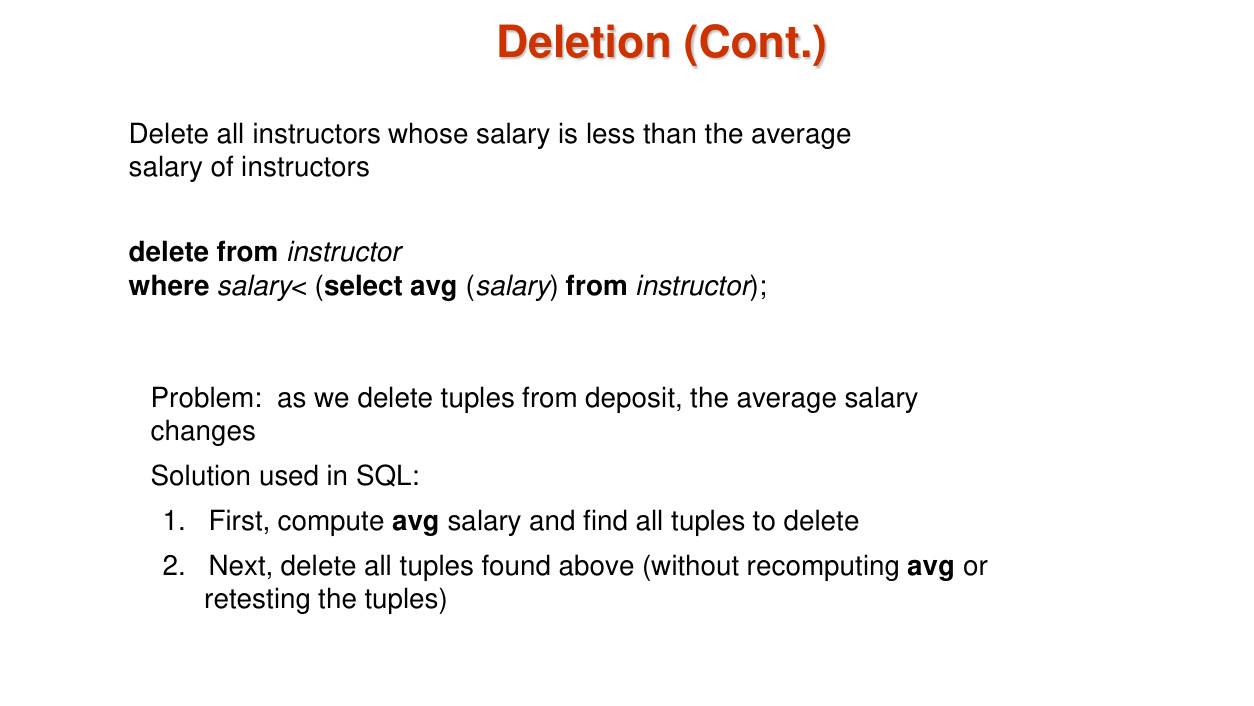 Deletion (Cont.)
Delete all instructors whose salary is less than the average
salary of instructors
delete from instructor
where salary< (select avg (salary) from instructor);
Problem:  as we delete tuples from deposit, the average salary
changes
Solution used in SQL:
1.   First, compute avg salary and find all tuples to delete
2.   Next, delete all tuples found above (without recomputing avg or
retesting the tuples)